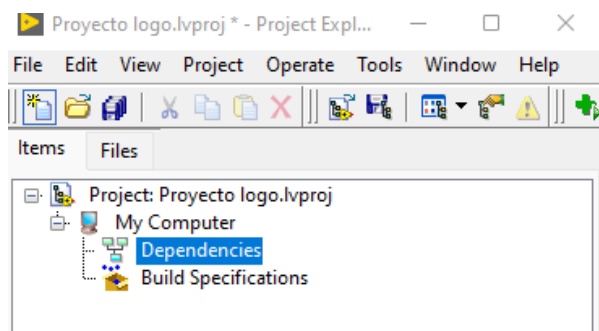 Proyecto logo.lvproj * - Project Expl...
File Edit View Project Operate Tools Window Help
Items Files
Project: Proyecto logo.lvproj
My Computer
Dependencies
Build Specifications